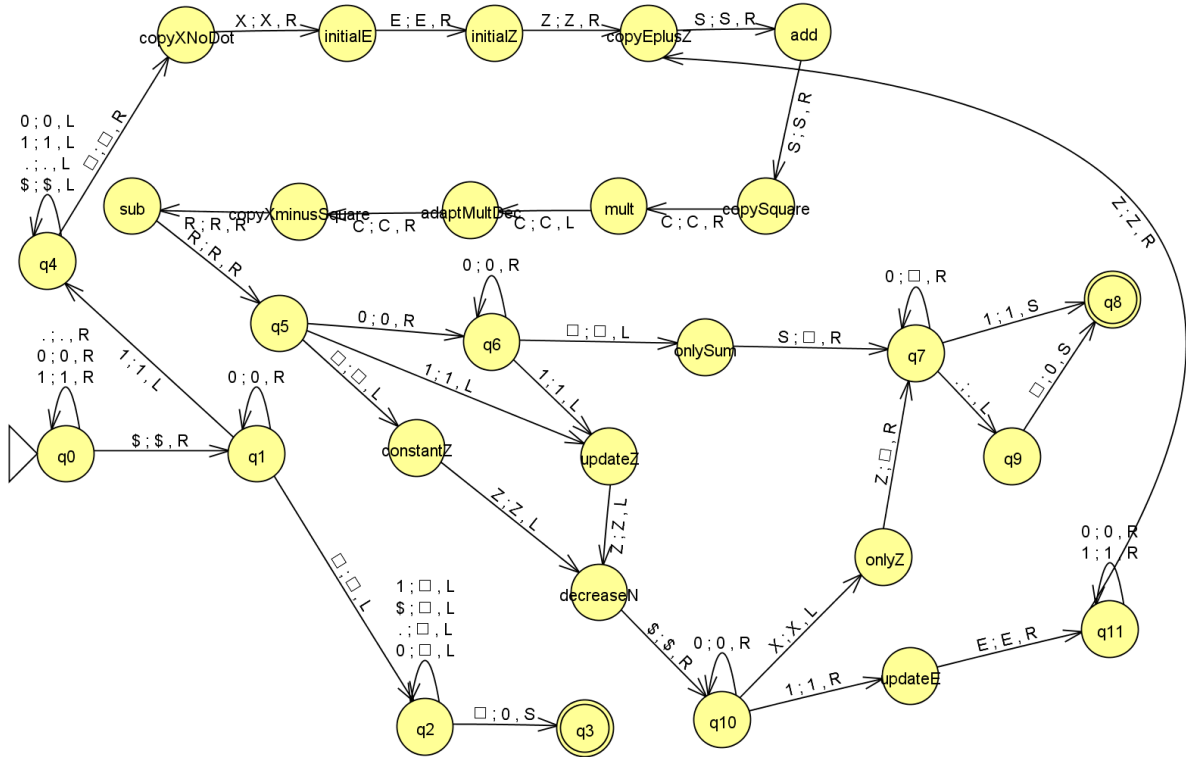 copyXNoDot
X ; X , R
initialE
E ; E , R
initialZ
Z ; Z , R
copyEplusZ
S ; S , R
add
0 ; 0 , L
1 ; 1 , L
. ; . , L
$ ; $ , L
□ ; □ , R
S ; S , R
Z ; Z , R
sub
R ; R , R
copyXminusSquare
C ; C , R
adaptMultDec
C ; C , L
mult
C ; C , R
copySquare
q4
R ; R , R
q5
0 ; 0 , R
0 ; 0 , R
q6
□ ; □ , L
onlySum
S ; □ , R
0 ; □ , R
q7
1 ; 1 , S
q8
. ; . , R
0 ; 0 , R
1 ; 1 , R
q0
$ ; $ , R
1 ; 1 , L
0 ; 0 , R
q1
□ ; □ , L
constantZ
1 ; 1 , L
1 ; 1 , L
updateZ
. ; . , L
□ ; 0 , S
q9
Z ; □ , R
Z ; Z , L
Z ; Z , L
decreaseN
onlyZ
□ ; □ , L
1 ; □ , L
$ ; □ , L
. ; □ , L
0 ; □ , L
q2
□ ; 0 , S
q3
$ ; $ , R
0 ; 0 , R
q10
X ; X , L
1 ; 1 , R
updateE
E ; E , R
0 ; 0 , R
1 ; 1 , R
q11